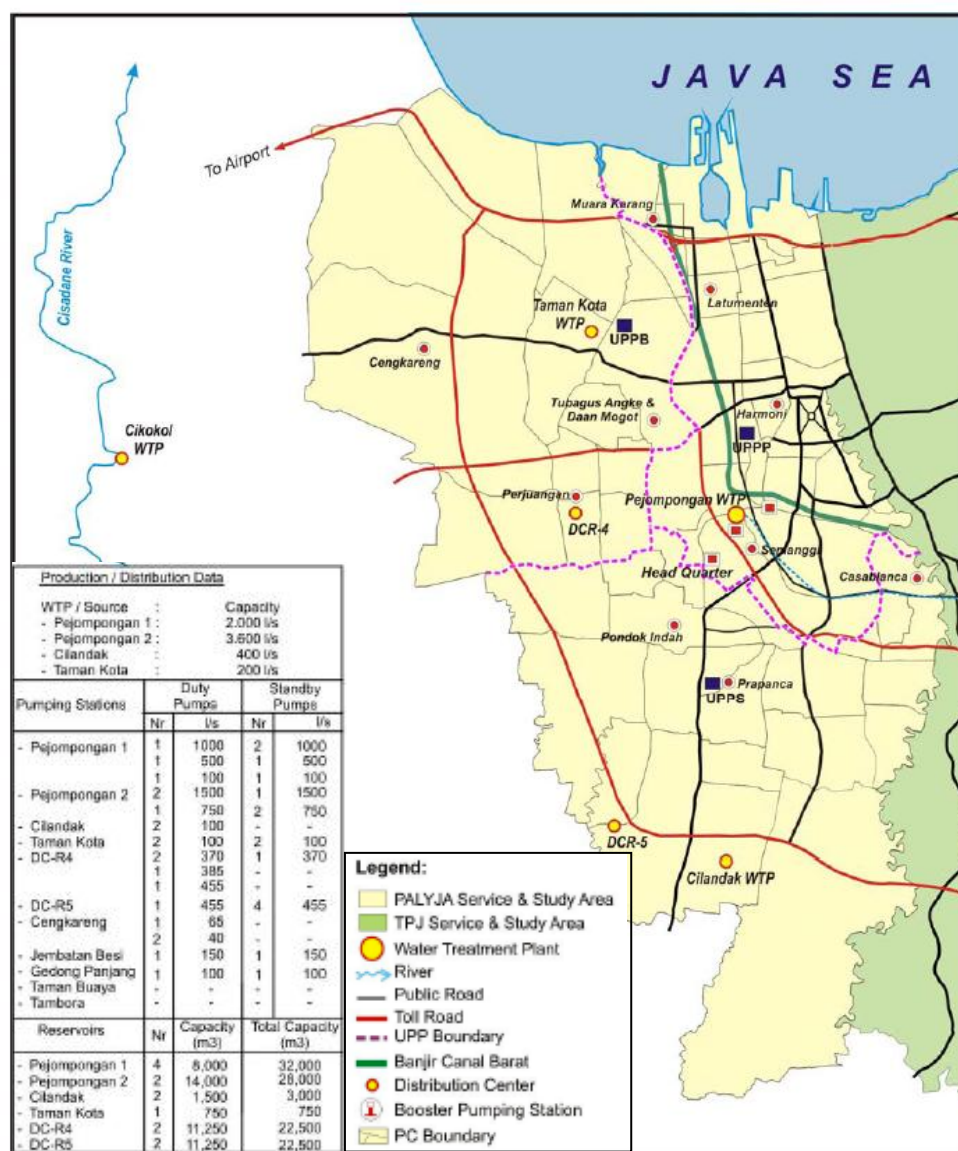 JAVA SEA
To Airport
Cisadane River
Muara Karang
Latumenten
Taman Kota
WTP
UPPB
Cengkareng
Tubagus Angke &
Daan Mogot
Harmoni
UPPP
Cikokol
WTP
Perjuangan
DCR-4
Pejompongan WTP
Semanggi
Head Quarter
Casablanca
Pondok Indah
UPPS
Prapanca
DCR-5
Cilandak WTP
Production / Distribution Data
WTP / Source : Capacity
- Pejompongan 1 : 2.000 l/s
- Pejompongan 2 : 3.600 l/s
- Cilandak : 400 l/s
- Taman Kota : 200 l/s
Pumping Stations Duty Pumps Standby Pumps
Nr l/s Nr l/s
- Pejompongan 1 1 1000 2 1000
1 500 1 500
1 100 1 100
- Pejompongan 2 2 1500 1 1500
1 750 2 750
- Cilandak 2 100 - -
- Taman Kota 2 100 2 100
- DC-R4 2 370 1 370
1 385 - -
1 455 - -
- DC-R5 1 455 4 455
- Cengkareng 1 65 - -
2 40 - -
- Jembatan Besi 1 150 1 150
- Gedong Panjang 1 100 1 100
- Taman Buaya - - - -
- Tambora - - - -
Reservoirs Nr Capacity (m3) Total Capacity (m3)
- Pejompongan 1 4 8,000 32,000
- Pejompongan 2 2 14,000 28,000
- Cilandak 2 1,500 3,000
- Taman Kota 1 750 750
- DC-R4 2 11,250 22,500
- DC-R5 2 11,250 22,500
Legend:
PALYJA Service & Study Area
TPJ Service & Study Area
Water Treatment Plant
River
Public Road
Toll Road
UPP Boundary
Banjir Canal Barat
Distribution Center
Booster Pumping Station
PC Boundary